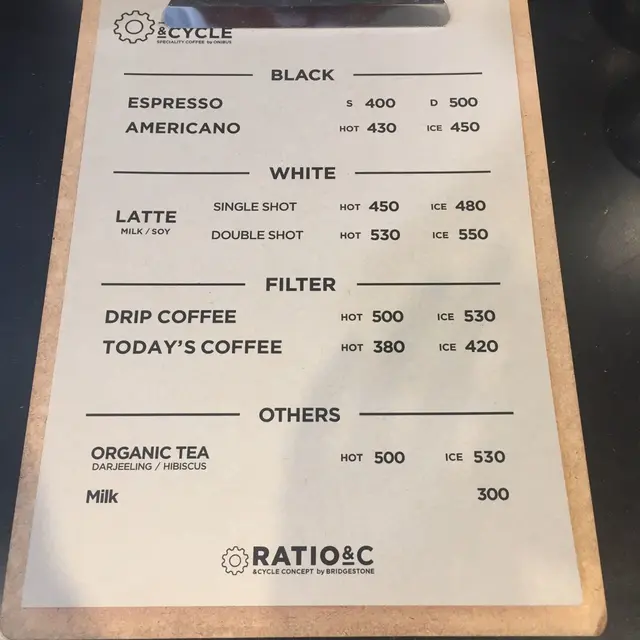 &CYCLE
SPECIALITY COFFEE by ONIBUS
BLACK
ESPRESSO S 400 D 500
AMERICANO HOT 430 ICE 450
WHITE
LATTE
MILK / SOY
SINGLE SHOT HOT 450 ICE 480
DOUBLE SHOT HOT 530 ICE 550
FILTER
DRIP COFFEE HOT 500 ICE 530
TODAY'S COFFEE HOT 380 ICE 420
OTHERS
ORGANIC TEA HOT 500 ICE 530
DARJEELING / HIBISCUS
Milk 300
RATIO&C
&CYCLE CONCEPT by BRIDGESTONE